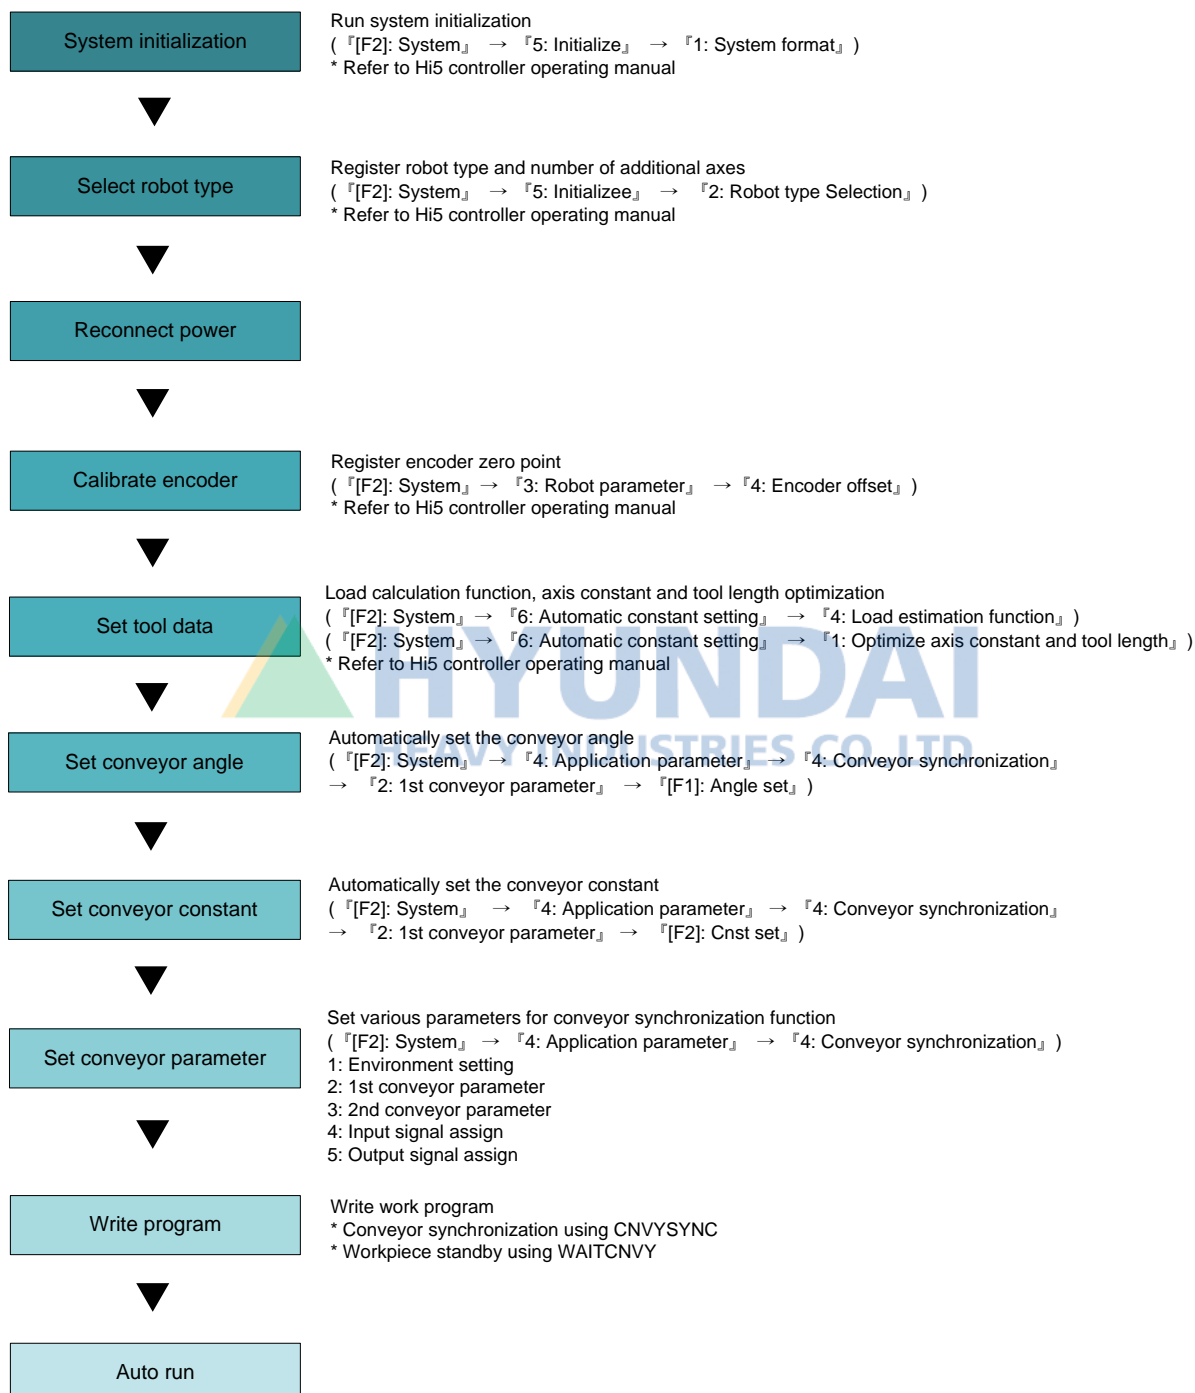 System initialization
Run system initialization
(『[F2]: System』 → 『5: Initialize』 → 『1: System format』)
* Refer to Hi5 controller operating manual
Select robot type
Register robot type and number of additional axes
(『[F2]: System』 → 『5: Initializee』 → 『2: Robot type Selection』)
* Refer to Hi5 controller operating manual
Reconnect power
Calibrate encoder
Register encoder zero point
(『[F2]: System』→ 『3: Robot parameter』 →『4: Encoder offset』)
* Refer to Hi5 controller operating manual
Set tool data
Load calculation function, axis constant and tool length optimization
(『[F2]: System』→ 『6: Automatic constant setting』 → 『4: Load estimation function』)
(『[F2]: System』→ 『6: Automatic constant setting』 → 『1: Optimize axis constant and tool length』)
* Refer to Hi5 controller operating manual
HYUNDAI
HEAVY INDUSTRIES CO.,LTD
Set conveyor angle
Automatically set the conveyor angle
(『[F2]: System』 → 『4: Application parameter』 → 『4: Conveyor synchronization』
→ 『2: 1st conveyor parameter』 → 『[F1]: Angle set』)
Set conveyor constant
Automatically set the conveyor constant
(『[F2]: System』 → 『4: Application parameter』 → 『4: Conveyor synchronization』
→ 『2: 1st conveyor parameter』 → 『[F2]: Cnst set』)
Set conveyor parameter
Set various parameters for conveyor synchronization function
(『[F2]: System』 → 『4: Application parameter』 → 『4: Conveyor synchronization』)
1: Environment setting
2: 1st conveyor parameter
3: 2nd conveyor parameter
4: Input signal assign
5: Output signal assign
Write program
Write work program
* Conveyor synchronization using CNVYSYNC
* Workpiece standby using WAITCNVY
Auto run